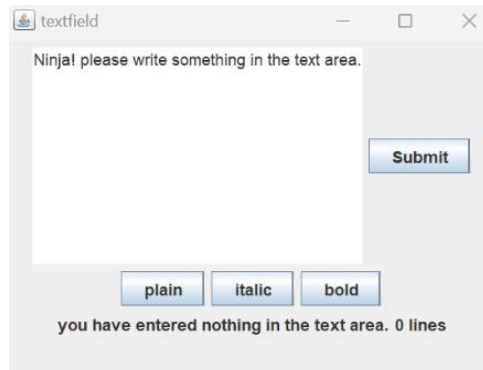 textfield
Ninja! please write something in the text area.
Submit
plain italic bold
you have entered nothing in the text area. 0 lines